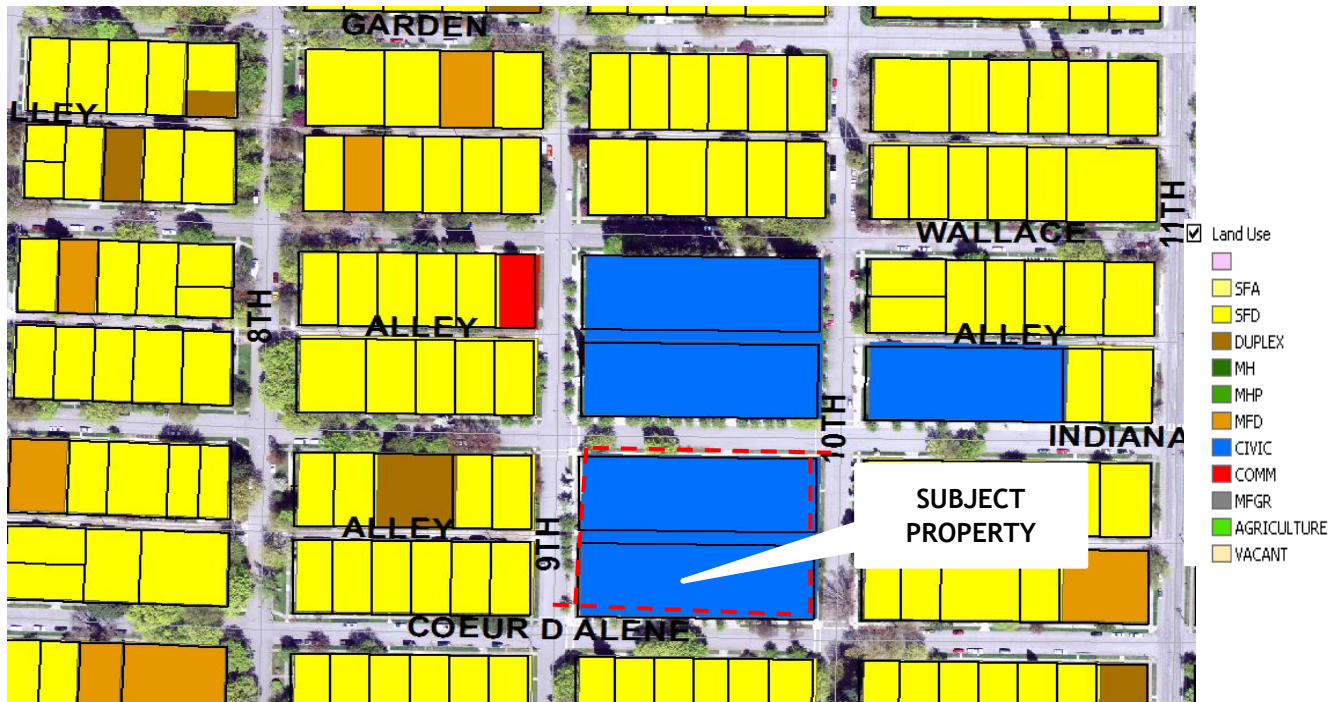 GARDEN
LLEY
11TH
WALLACE
8TH
ALLEY
ALLEY
10TH
INDIANA
SUBJECT
PROPERTY
ALLEY
9TH
COEUR D ALENE
Land Use
SFA
SFD
DUPLEX
MH
MHP
MFD
CIVIC
COMM
MFGR
AGRICULTURE
VACANT